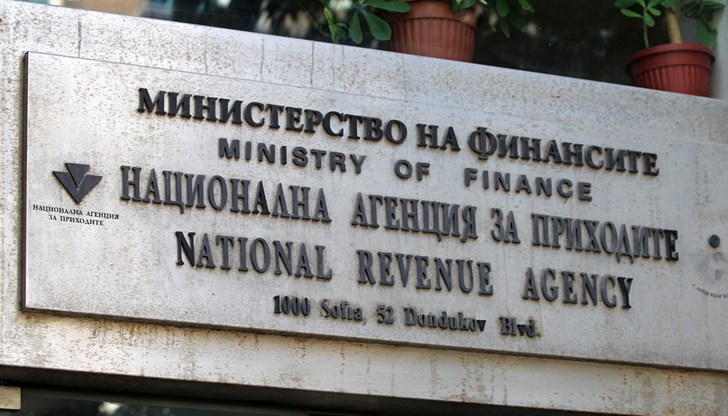 МИНИСТЕРСТВО НА ФИНАНСИТЕ
MINISTRY OF FINANCE
НАЦИОНАЛНА АГЕНЦИЯ
ЗА ПРИХОДИТЕ
НАЦИОНАЛНА АГЕНЦИЯ ЗА ПРИХОДИТЕ
NATIONAL REVENUE AGENCY
1000 Sofia, 52 Dondukov Blvd.